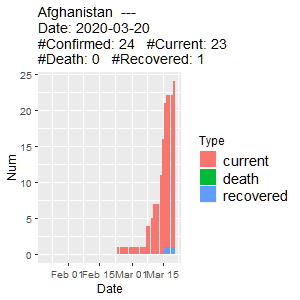 Afghanistan  ---
Date: 2020-03-20
#Confirmed: 24   #Current: 23
#Death: 0   #Recovered: 1
25
20
15
10
5
0
Num
Feb 01 Feb 15 Mar 01 Mar 15
Date
Type
current
death
recovered